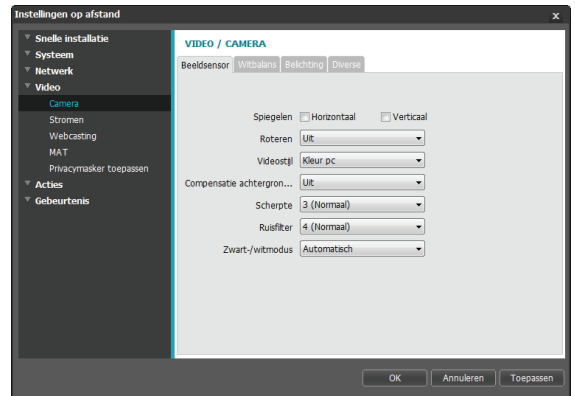 Instellingen op afstand x
Snelle installatie
Systeem
Netwerk
Video
Camera
Stromen
Webcasting
MAT
Privacymasker toepassen
Acties
Gebeurtenis
VIDEO / CAMERA
Beeldsensor Witbalans Belichting Diverse
Spiegelen Horizontaal Verticaal
Roteren Uit
Videostijl Kleur pc
Compensatie achtergron... Uit
Scherpte 3 (Normaal)
Ruisfilter 4 (Normaal)
Zwart-/witmodus Automatisch
OK Annuleren Toepassen